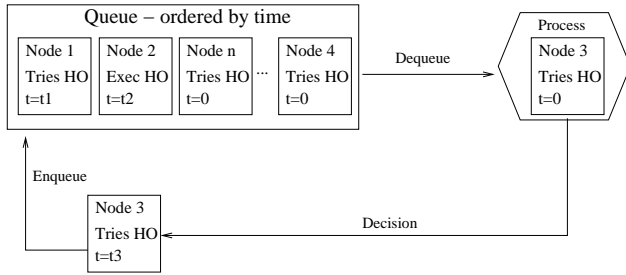 Queue – ordered by time
Node 1
Tries HO
t=t1
Node 2
Exec HO
t=t2
Node n
Tries HO
t=0
...
Node 4
Tries HO
t=0
Dequeue
Process
Node 3
Tries HO
t=0
Enqueue
Node 3
Tries HO
t=t3
Decision